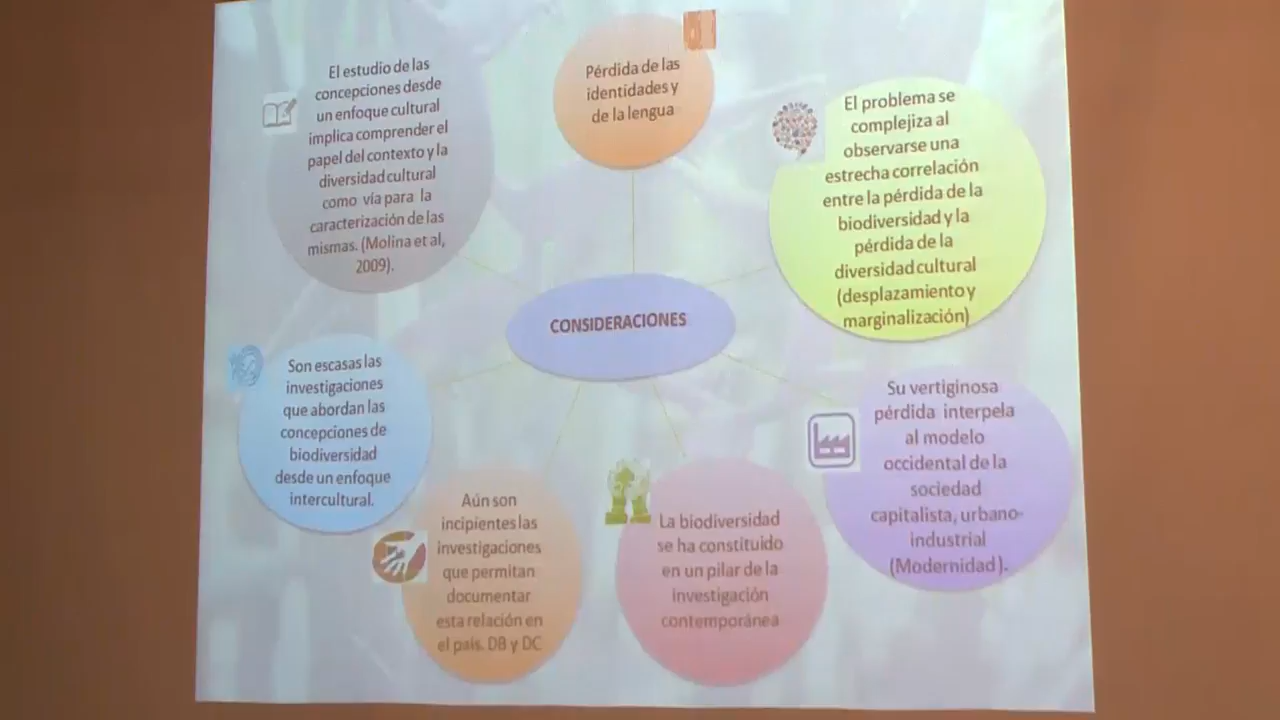 Pérdida de las
identidades y
de la lengua
El problema se
complejiza al
observarse una
estrecha correlación
entre la pérdida de la
biodiversidad y la
pérdida de la
diversidad cultural
(desplazamiento y
marginalización)
Su vertiginosa
pérdida interpela
al modelo
occidental de la
sociedad
capitalista, urbano-
industrial
(Modernidad).
La biodiversidad
se ha constituido
en un pilar de la
investigación
contemporánea
Aún son
incipientes las
investigaciones
que permitan
documentar
esta relación en
el país. DB y DC
Son escasas las
investigaciones
que abordan las
concepciones de
biodiversidad
desde un enfoque
intercultural.
El estudio de las
concepciones desde
un enfoque cultural
implica comprender el
papel del contexto y la
diversidad cultural
como vía para la
caracterización de las
mismas. (Molina et al,
2009).
CONSIDERACIONES